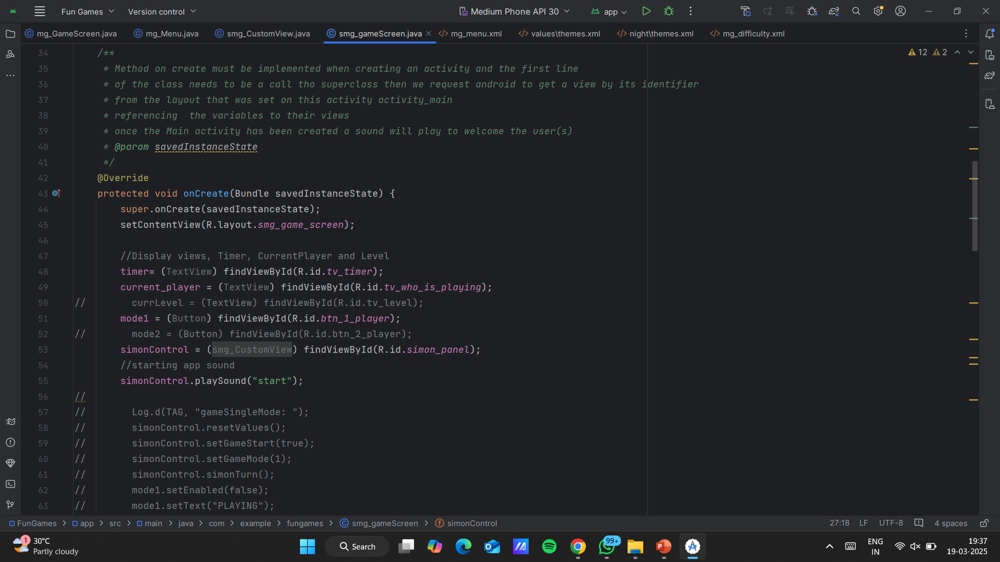 Fun Games
Version control
Medium Phone API 30
app
mg_GameScreen.java
mg_Menu.java
smg_CustomView.java
smg_gameScreen.java
mg_menu.xml
values\themes.xml
night\themes.xml
mg_difficulty.xml
12 2
34 /**
35 * Method on create must be implemented when creating an activity and the first line
36 * of the class needs to be a call tho superclass then we request android to get a view by its identifier
37 * from the layout that was set on this activity activity_main
38 * referencing  the variables to their views
39 * once the Main activity has been created a sound will play to welcome the user(s)
40 * @param savedInstanceState
41 */
42 @Override
43 protected void onCreate(Bundle savedInstanceState) {
44 super.onCreate(savedInstanceState);
45 setContentView(R.layout.smg_game_screen);
46
47 //Display views, Timer, CurrentPlayer and Level
48 timer= (TextView) findViewById(R.id.tv_timer);
49 current_player = (TextView) findViewById(R.id.tv_who_is_playing);
50 // currLevel = (TextView) findViewById(R.id.tv_level);
51 mode1 = (Button) findViewById(R.id.btn_1_player);
52 // mode2 = (Button) findViewById(R.id.btn_2_player);
53 simonControl = (smg_CustomView) findViewById(R.id.simon_panel);
54 //starting app sound
55 simonControl.playSound("start");
56 //
57 // Log.d(TAG, "gameSingleMode: ");
58 // simonControl.resetValues();
59 // simonControl.setGameStart(true);
60 // simonControl.setGameMode(1);
61 // simonControl.simonTurn();
62 // mode1.setEnabled(false);
63 // mode1.setText("PLAYING");
FunGames > app > src > main > java > com > example > fungames > smg_gameScreen > simonControl
27:18 LF UTF-8 4 spaces
1
30°C
Partly cloudy
Search
99+
ENG
IN
19:37
19-03-2025